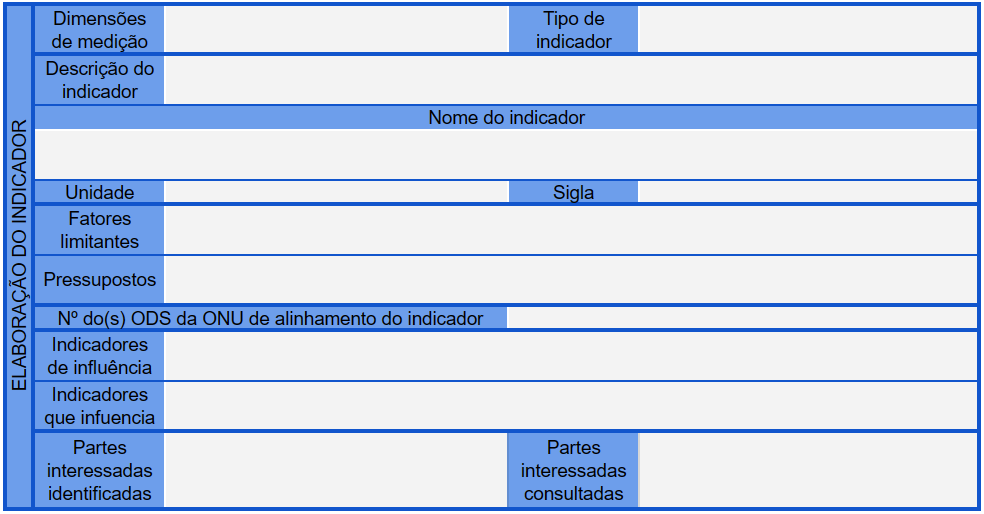 ELABORAÇÃO DO INDICADOR
Dimensões
de medição
Tipo de
indicador
Descrição do
indicador
Nome do indicador
Unidade
Sigla
Fatores
limitantes
Pressupostos
Nº do(s) ODS da ONU de alinhamento do indicador
Indicadores
de influência
Indicadores
que infuencia
Partes
interessadas
identificadas
Partes
interessadas
consultadas